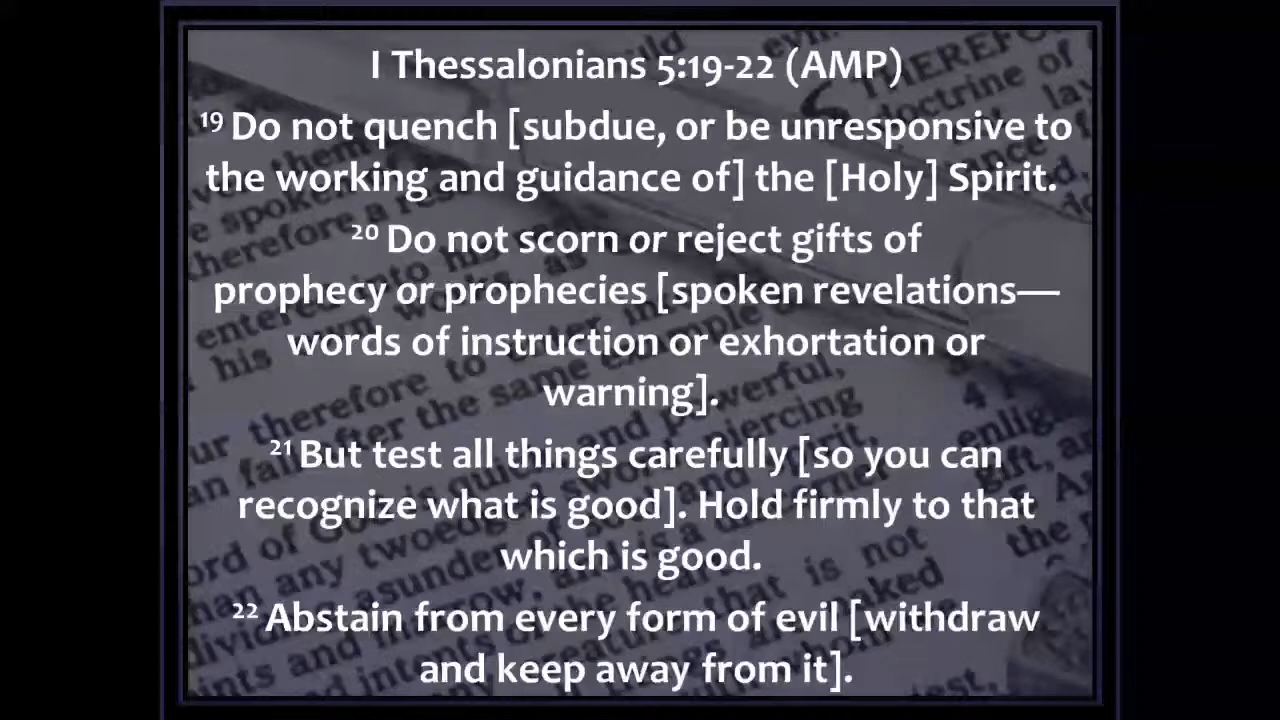 I Thessalonians 5:19-22 (AMP)
19 Do not quench [subdue, or be unresponsive to
the working and guidance of] the [Holy] Spirit.
20 Do not scorn or reject gifts of
prophecy or prophecies [spoken revelations—
words of instruction or exhortation or
warning].
21 But test all things carefully [so you can
recognize what is good]. Hold firmly to that
which is good.
22 Abstain from every form of evil [withdraw
and keep away from it].